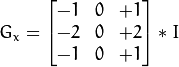 Gₓ = [−1 0 +1
−2 0 +2
−1 0 +1] * I